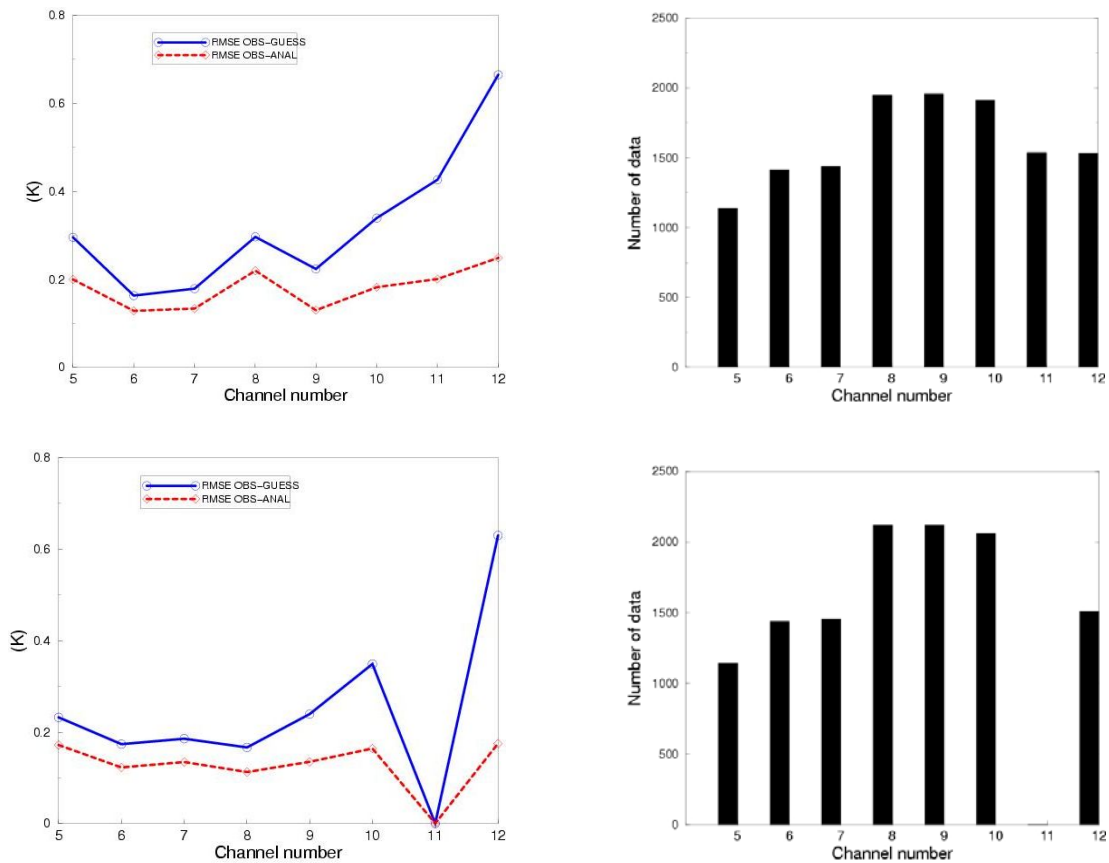 0.8
0.6
0.4
0.2
0
(K)
RMSE OBS-GUESS
RMSE OBS-ANAL
5 6 7 8 9 10 11 12
Channel number
2500
2000
1500
1000
500
0
Number of data
5 6 7 8 9 10 11 12
Channel number
0.8
0.6
0.4
0.2
0
(K)
RMSE OBS-GUESS
RMSE OBS-ANAL
5 6 7 8 9 10 11 12
Channel number
2500
2000
1500
1000
500
0
Number of data
5 6 7 8 9 10 11 12
Channel number